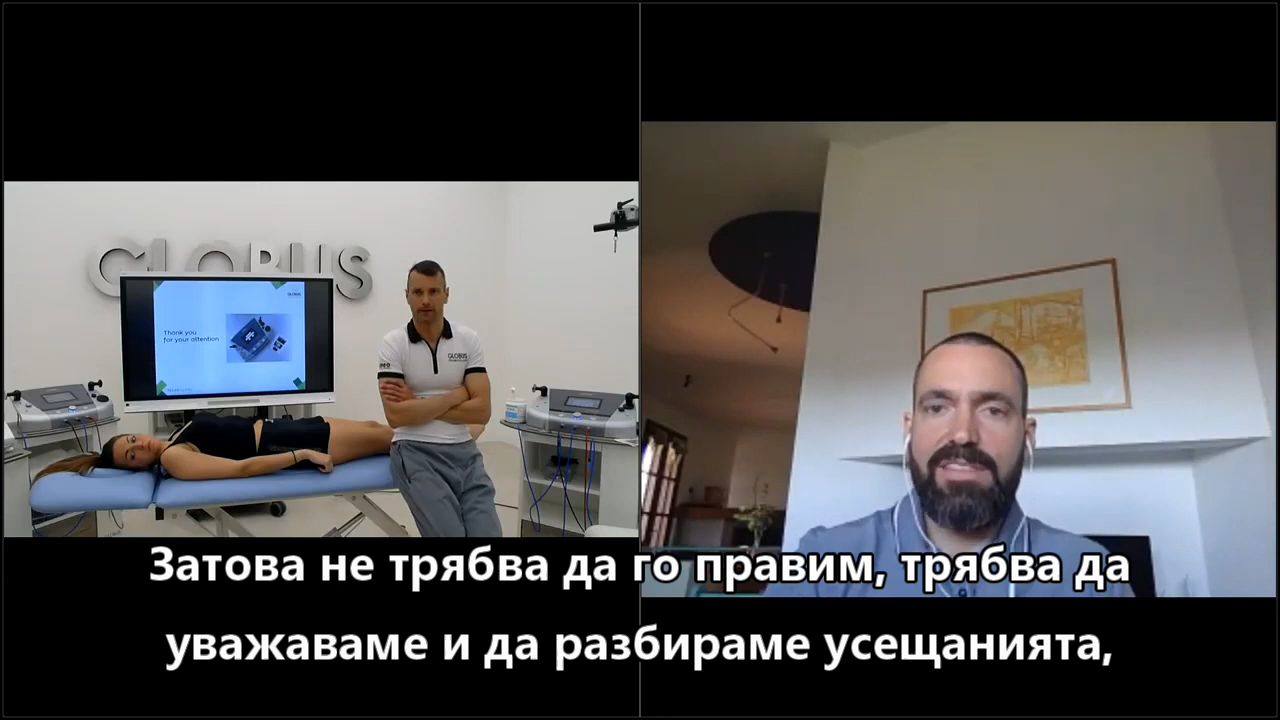 GLOBUS
GLOBUS
Thank you
for your attention
GLOBUS
Затова не трябва да го правим, трябва да
уважаваме и да разбираме усещанията,